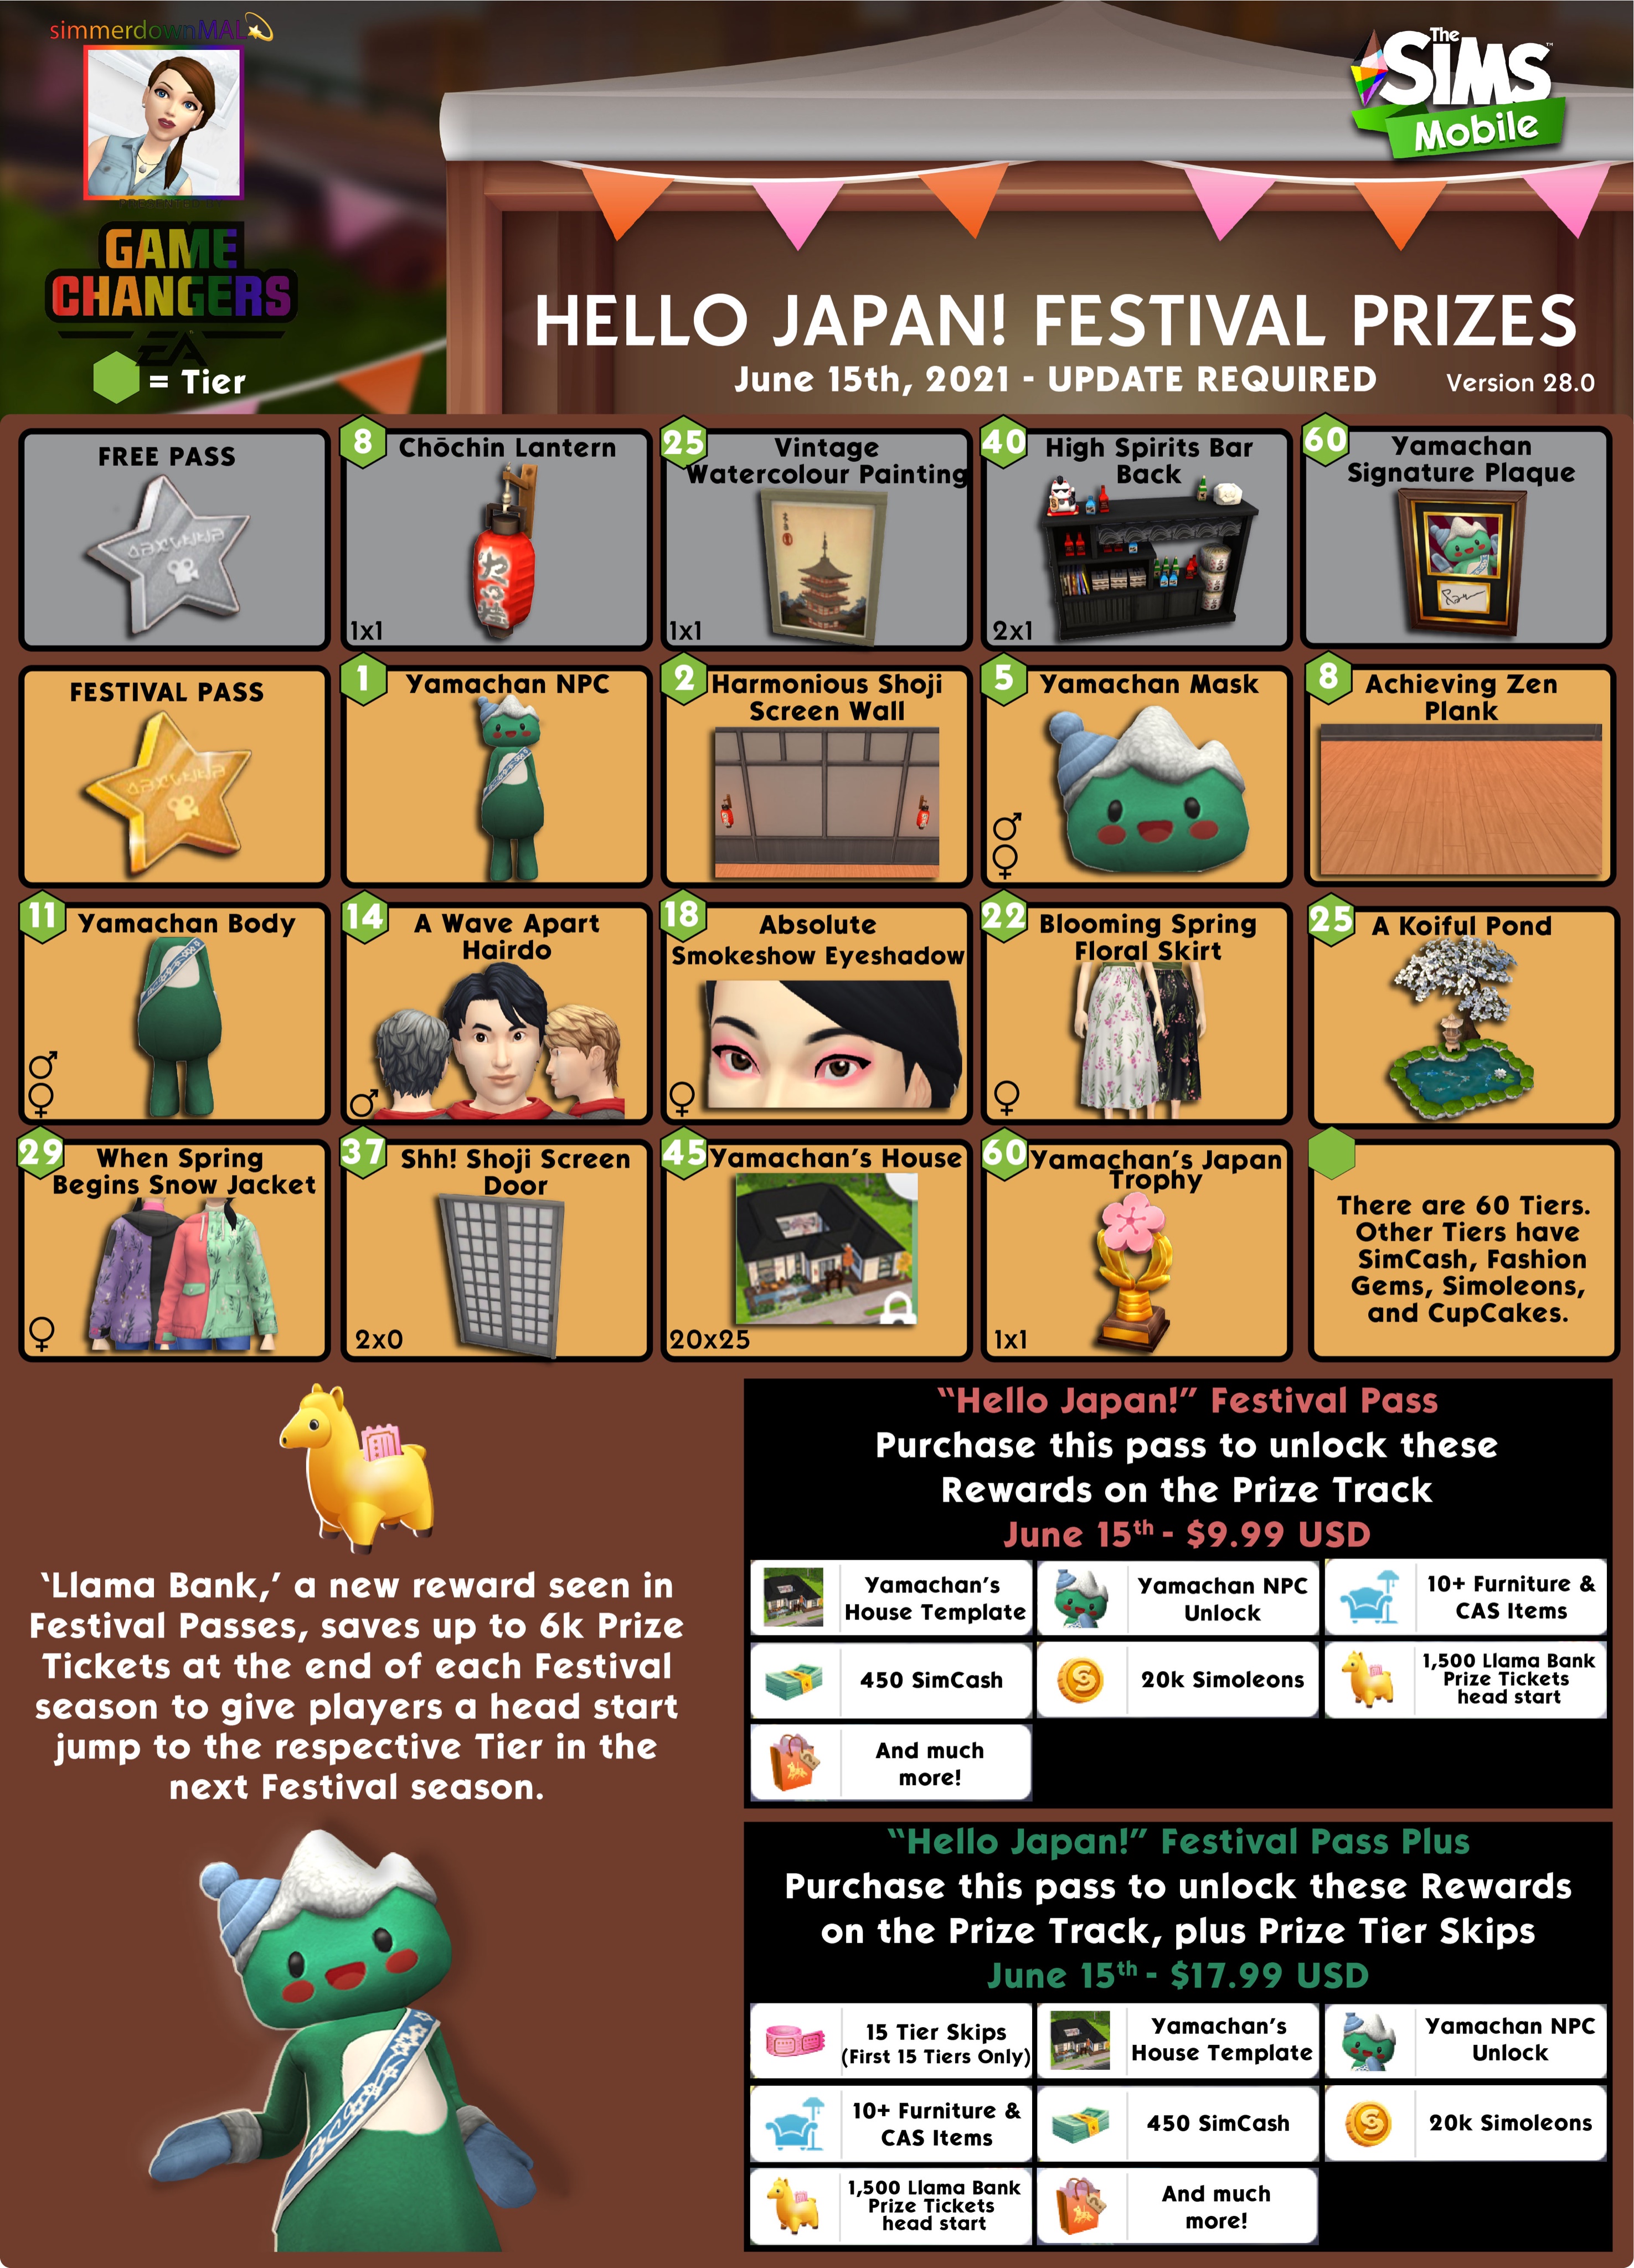 simmerdownMAL
The
SiMS
Mobile
GAME
CHANGERS
EA
= Tier
HELLO JAPAN! FESTIVAL PRIZES
June 15th, 2021 - UPDATE REQUIRED
Version 28.0
FREE PASS
8
Chōchin Lantern
1x1
25
Vintage
Watercolour Painting
1x1
40
High Spirits Bar
Back
2x1
60
Yamachan
Signature Plaque
FESTIVAL PASS
1
Yamachan NPC
2
Harmonious Shoji
Screen Wall
5
Yamachan Mask
♂
♀
8
Achieving Zen
Plank
11
Yamachan Body
♂
♀
14
A Wave Apart
Hairdo
♂
18
Absolute
Smokeshow Eyeshadow
♀
22
Blooming Spring
Floral Skirt
♀
25
A Koiful Pond
29
When Spring
Begins Snow Jacket
♀
37
Shh! Shoji Screen
Door
2x0
45
Yamachan's House
20x25
60
Yamachan's Japan
Trophy
1x1
There are 60 Tiers.
Other Tiers have
SimCash, Fashion
Gems, Simoleons,
and CupCakes.
‘Llama Bank,’ a new reward seen in
Festival Passes, saves up to 6k Prize
Tickets at the end of each Festival
season to give players a head start
jump to the respective Tier in the
next Festival season.
“Hello Japan!” Festival Pass
Purchase this pass to unlock these
Rewards on the Prize Track
June 15th - $9.99 USD
Yamachan's
House Template
Yamachan NPC
Unlock
10+ Furniture &
CAS Items
450 SimCash
20k Simoleons
1,500 Llama Bank
Prize Tickets
head start
And much
more!
“Hello Japan!” Festival Pass Plus
Purchase this pass to unlock these Rewards
on the Prize Track, plus Prize Tier Skips
June 15th - $17.99 USD
15 Tier Skips
(First 15 Tiers Only)
Yamachan's
House Template
Yamachan NPC
Unlock
10+ Furniture &
CAS Items
450 SimCash
20k Simoleons
1,500 Llama Bank
Prize Tickets
head start
And much
more!